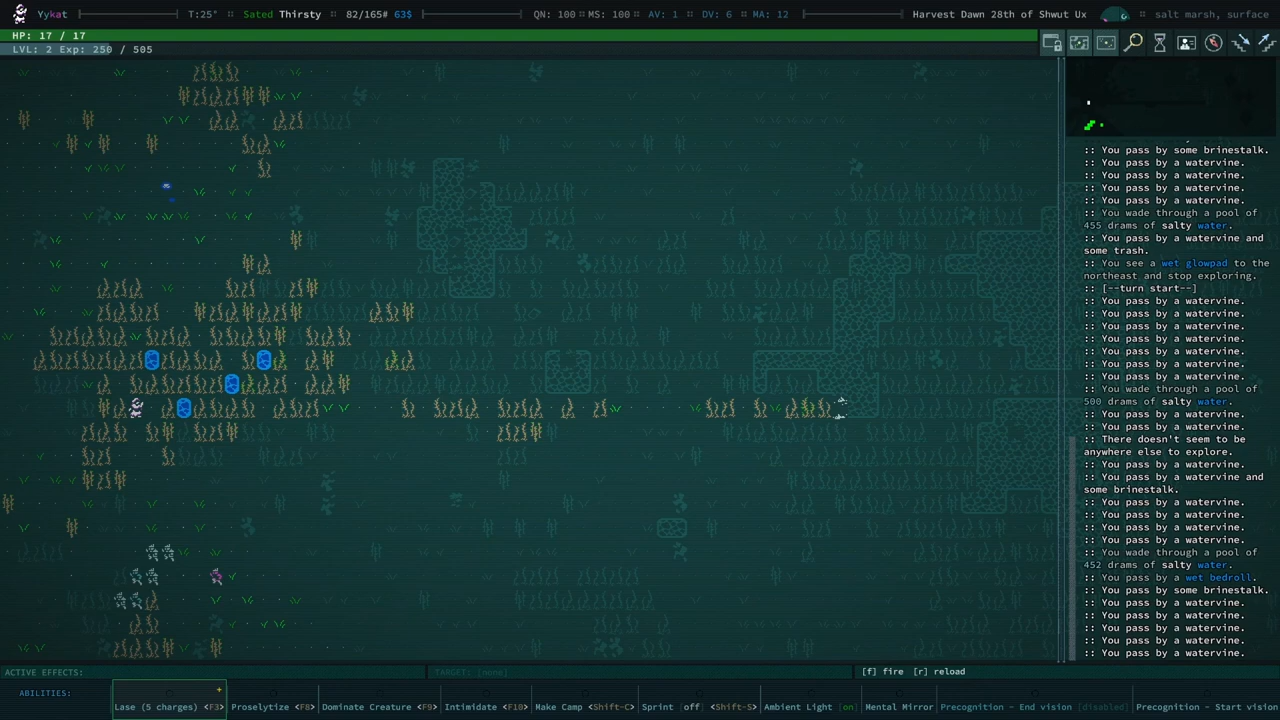 Yykat T:25° :: Sated Thirsty :: 82/165# 63$ QN: 100 :: MS: 100 :: AV: 1 :: DV: 6 :: MA: 12 Harvest Dawn 28th of Shwut Ux salt marsh, surface
HP: 17 / 17
LVL: 2 Exp: 250 / 505
:: You pass by some brinestalk.
:: You pass by a watervine.
:: You pass by a watervine.
:: You pass by a watervine.
:: You pass by a watervine.
:: You wade through a pool of
455 drams of salty water.
:: You pass by a watervine and
some trash.
:: You see a wet glowpad to the
northeast and stop exploring.
:: [--turn start--]
:: You pass by a watervine.
:: You pass by a watervine.
:: You pass by a watervine.
:: You pass by a watervine.
:: You pass by a watervine.
:: You pass by a watervine.
:: You pass by a watervine.
:: You wade through a pool of
500 drams of salty water.
:: You pass by a watervine.
:: You pass by a watervine.
:: There doesn't seem to be
anywhere else to explore.
:: You pass by a watervine.
:: You pass by a watervine and
some brinestalk.
:: You pass by a watervine.
:: You pass by a watervine.
:: You pass by a watervine.
:: You pass by a watervine.
:: You wade through a pool of
452 drams of salty water.
:: You pass by a wet bedroll.
:: You pass by some brinestalk.
:: You pass by a watervine.
:: You pass by a watervine.
:: You pass by a watervine.
:: You pass by a watervine.
:: You pass by a watervine.
ACTIVE EFFECTS: TARGET: [none] [f] fire [r] reload
ABILITIES: Lase (5 charges) <F3> Proselytize <F8> Dominate Creature <F9> Intimidate <F10> Make Camp <Shift-C> Sprint [off] <Shift-S> Ambient Light [on] Mental Mirror Precognition - End vision [disabled] Precognition - Start vision